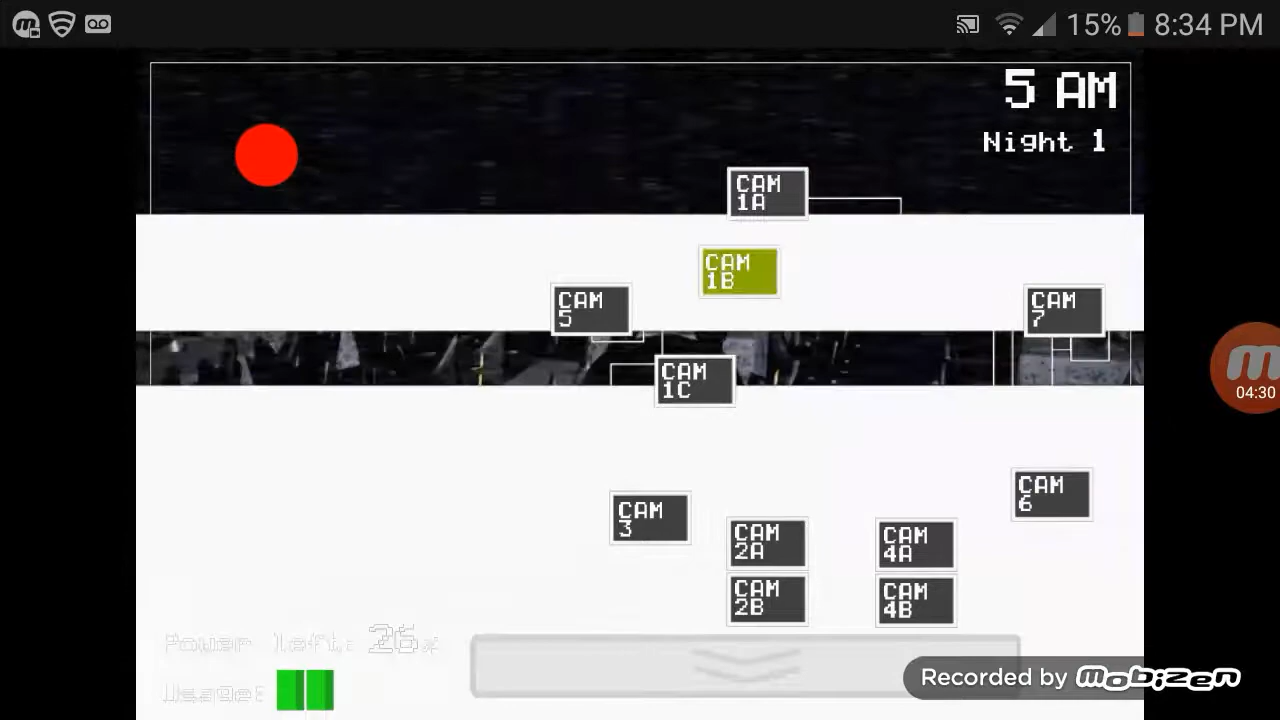 15% 8:34 PM
5 AM
Night 1
CAM
1A
CAM
1B
CAM
5
CAM
7
CAM
1C
04:30
CAM
6
CAM
3
CAM
2A
CAM
4A
CAM
2B
CAM
4B
Power left: 26%
Usage:
Recorded by mobizen